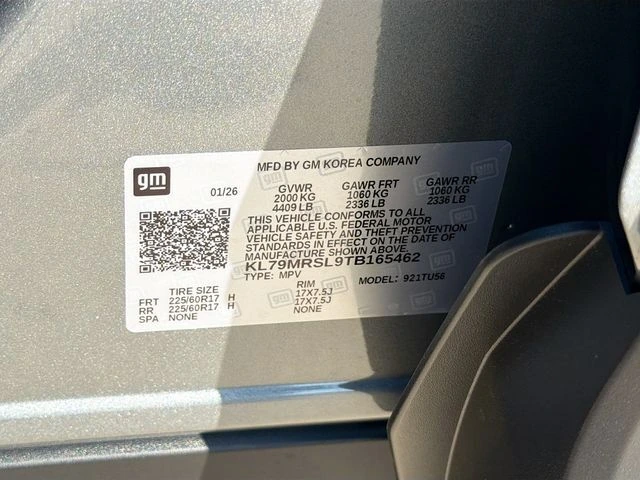 gm
MFD BY GM KOREA COMPANY
01/26 GVWR GAWR FRT GAWR RR
2000 KG 1060 KG 1060 KG
4409 LB 2336 LB 2336 LB
THIS VEHICLE CONFORMS TO ALL
APPLICABLE U.S. FEDERAL MOTOR
VEHICLE SAFETY AND THEFT PREVENTION
STANDARDS IN EFFECT ON THE DATE OF
MANUFACTURE SHOWN ABOVE.
KL79MRSL9TB165462
TYPE: MPV MODEL: 921TU56
TIRE SIZE RIM
FRT 225/60R17 H 17X7.5J
RR 225/60R17 H 17X7.5J
SPA NONE NONE